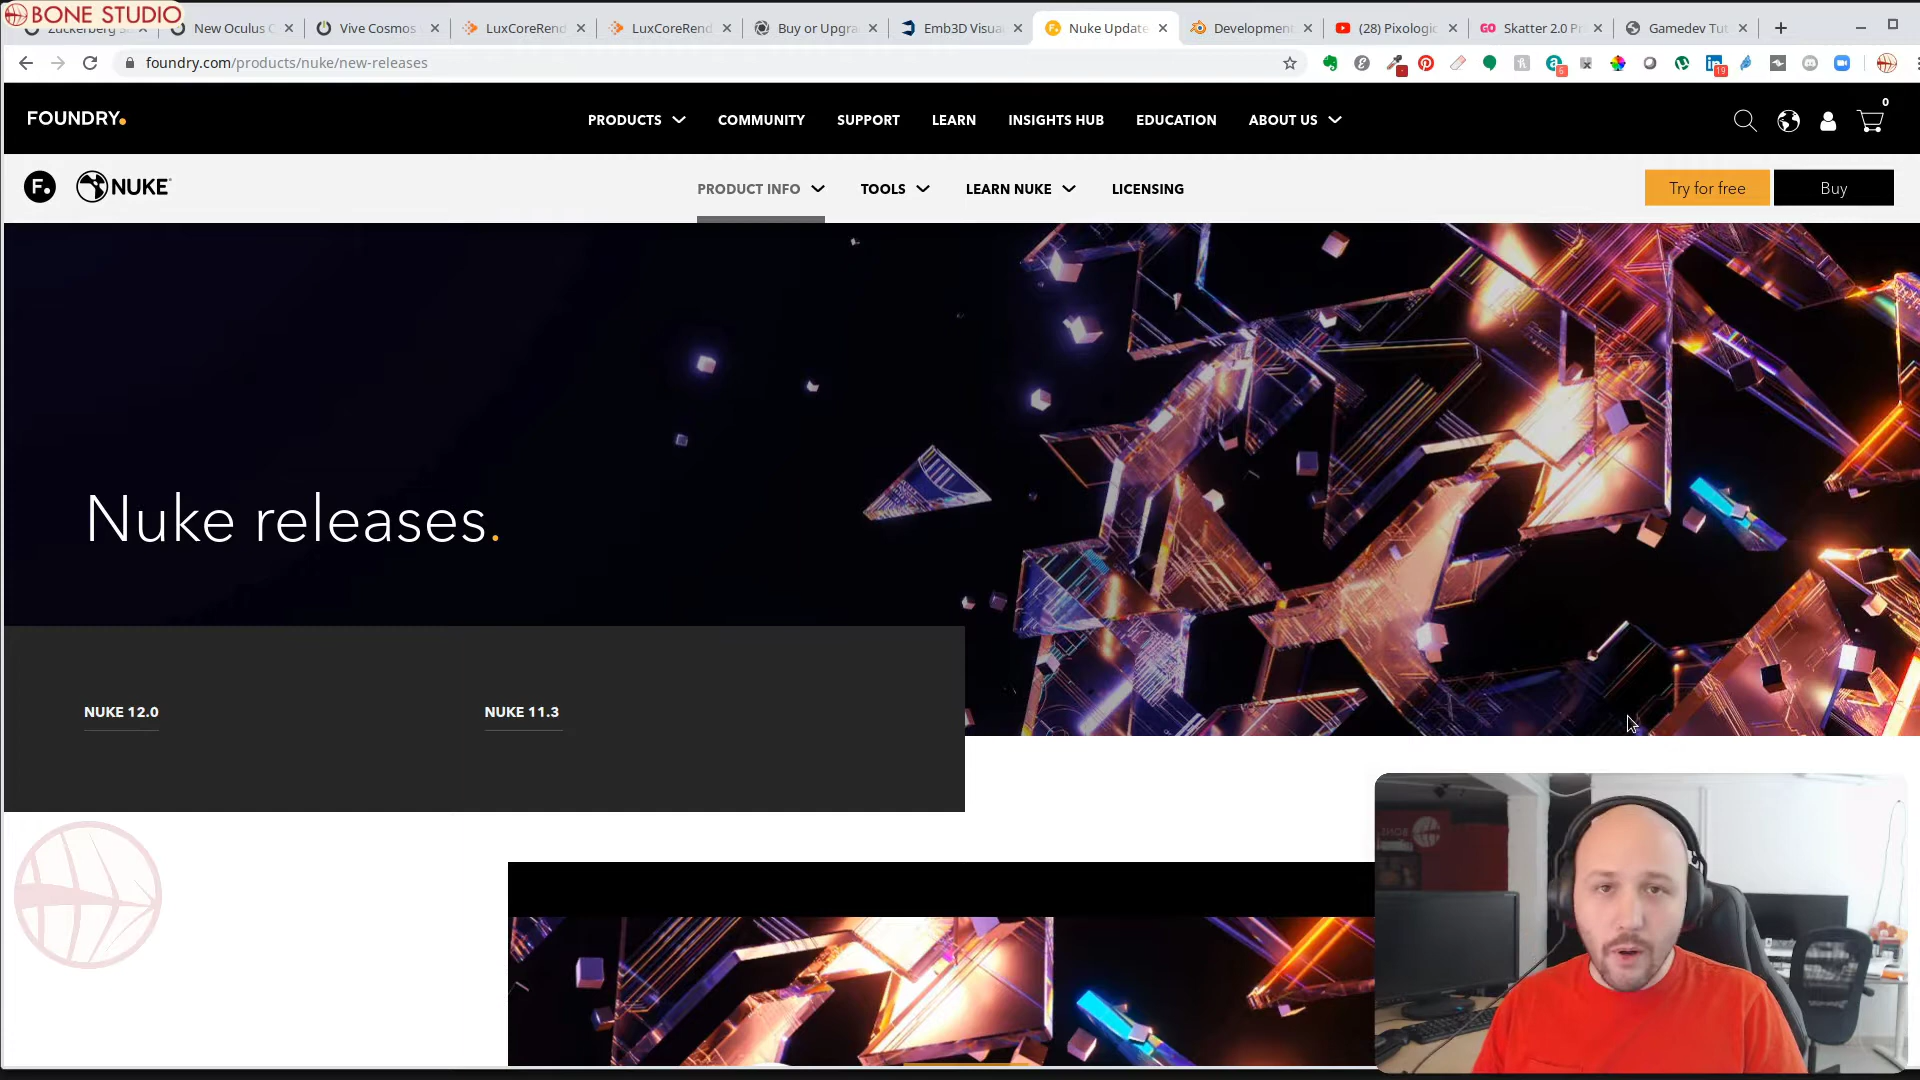 BONE STUDIO
Zuckerberg S
New Oculus C
Vive Cosmos
LuxCoreRend
LuxCoreRend
Buy or Upgra
Emb3D Visua
Nuke Update
Development
(28) Pixologic
Skatter 2.0 Pr
Gamedev Tut
foundry.com/products/nuke/new-releases
FOUNDRY.
PRODUCTS
COMMUNITY
SUPPORT
LEARN
INSIGHTS HUB
EDUCATION
ABOUT US
0
F.
NUKE
PRODUCT INFO
TOOLS
LEARN NUKE
LICENSING
Try for free
Buy
Nuke releases.
NUKE 12.0
NUKE 11.3